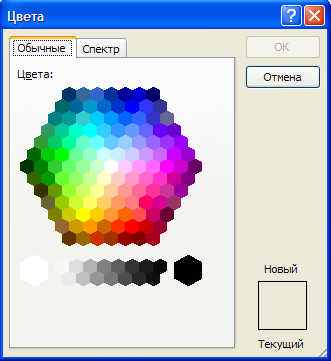 Цвета
Обычные
Спектр
Цвета:
OK
Отмена
Новый
Текущий